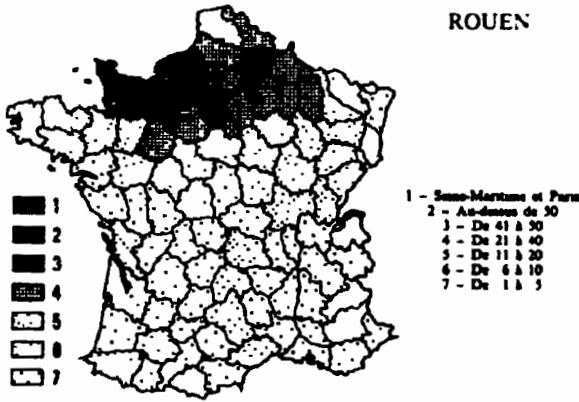 ROUEN
1
2
3
4
5
6
7
1 - Seine-Maritime et Paris
2 - Au-dessus de 50
3 - De 41 à 50
4 - De 21 à 40
5 - De 11 à 20
6 - De 6 à 10
7 - De 1 à 5